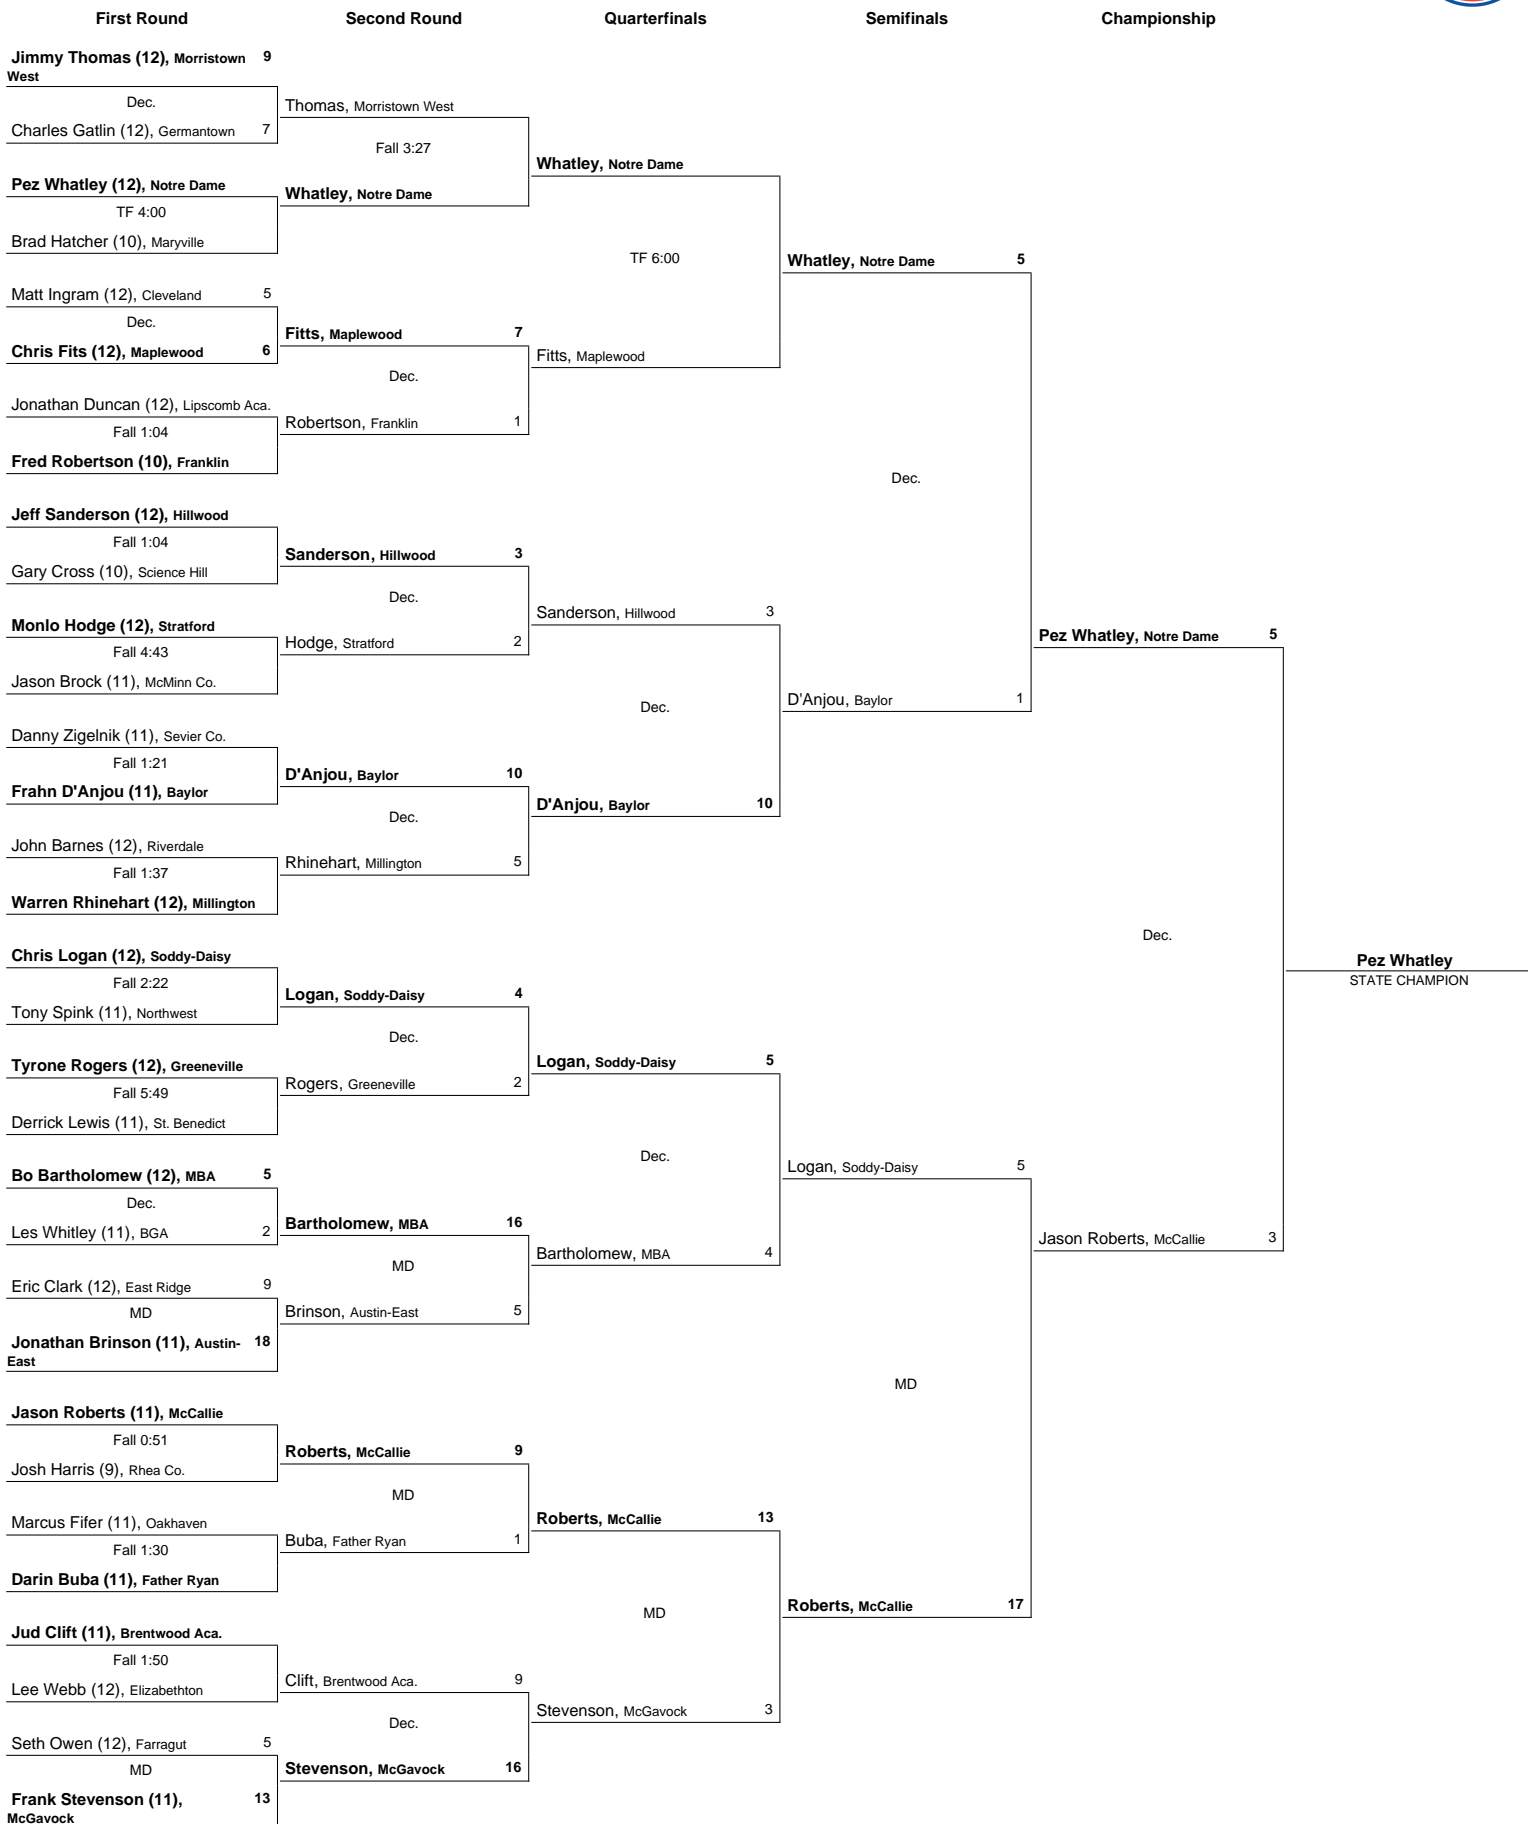 First Round Second Round Quarterfinals Semifinals Championship
Jimmy Thomas (12), Morristown 9
West
Dec.
Charles Gatlin (12), Germantown 7
Pez Whatley (12), Notre Dame
TF 4:00
Brad Hatcher (10), Maryville
Matt Ingram (12), Cleveland 5
Dec.
Chris Fits (12), Maplewood 6
Jonathan Duncan (12), Lipscomb Aca.
Fall 1:04
Fred Robertson (10), Franklin
Jeff Sanderson (12), Hillwood
Fall 1:04
Gary Cross (10), Science Hill
Monlo Hodge (12), Stratford
Fall 4:43
Jason Brock (11), McMinn Co.
Danny Zigelnik (11), Sevier Co.
Fall 1:21
Frahn D'Anjou (11), Baylor
John Barnes (12), Riverdale
Fall 1:37
Warren Rhinehart (12), Millington
Chris Logan (12), Soddy-Daisy
Fall 2:22
Tony Spink (11), Northwest
Tyrone Rogers (12), Greeneville
Fall 5:49
Derrick Lewis (11), St. Benedict
Bo Bartholomew (12), MBA 5
Dec.
Les Whitley (11), BGA 2
Eric Clark (12), East Ridge 9
MD
Jonathan Brinson (11), Austin- 18
East
Jason Roberts (11), McCallie
Fall 0:51
Josh Harris (9), Rhea Co.
Marcus Fifer (11), Oakhaven
Fall 1:30
Darin Buba (11), Father Ryan
Jud Clift (11), Brentwood Aca.
Fall 1:50
Lee Webb (12), Elizabethton
Seth Owen (12), Farragut 5
MD
Frank Stevenson (11), 13
McGavock
Thomas, Morristown West
Fall 3:27
Whatley, Notre Dame
Fitts, Maplewood 7
Dec.
Robertson, Franklin 1
Sanderson, Hillwood 3
Dec.
Hodge, Stratford 2
D'Anjou, Baylor 10
Dec.
Rhinehart, Millington 5
Logan, Soddy-Daisy 4
Dec.
Rogers, Greeneville 2
Bartholomew, MBA 16
MD
Brinson, Austin-East 5
Roberts, McCallie 9
MD
Buba, Father Ryan 1
Clift, Brentwood Aca. 9
Dec.
Stevenson, McGavock 16
Whatley, Notre Dame
TF 6:00
Fitts, Maplewood
Sanderson, Hillwood 3
Dec.
D'Anjou, Baylor 10
Logan, Soddy-Daisy 5
Dec.
Bartholomew, MBA 4
Roberts, McCallie 13
MD
Stevenson, McGavock 3
Whatley, Notre Dame 5
Dec.
D'Anjou, Baylor 1
Logan, Soddy-Daisy 5
MD
Roberts, McCallie 17
Pez Whatley, Notre Dame 5
Dec.
Jason Roberts, McCallie 3
Pez Whatley
STATE CHAMPION